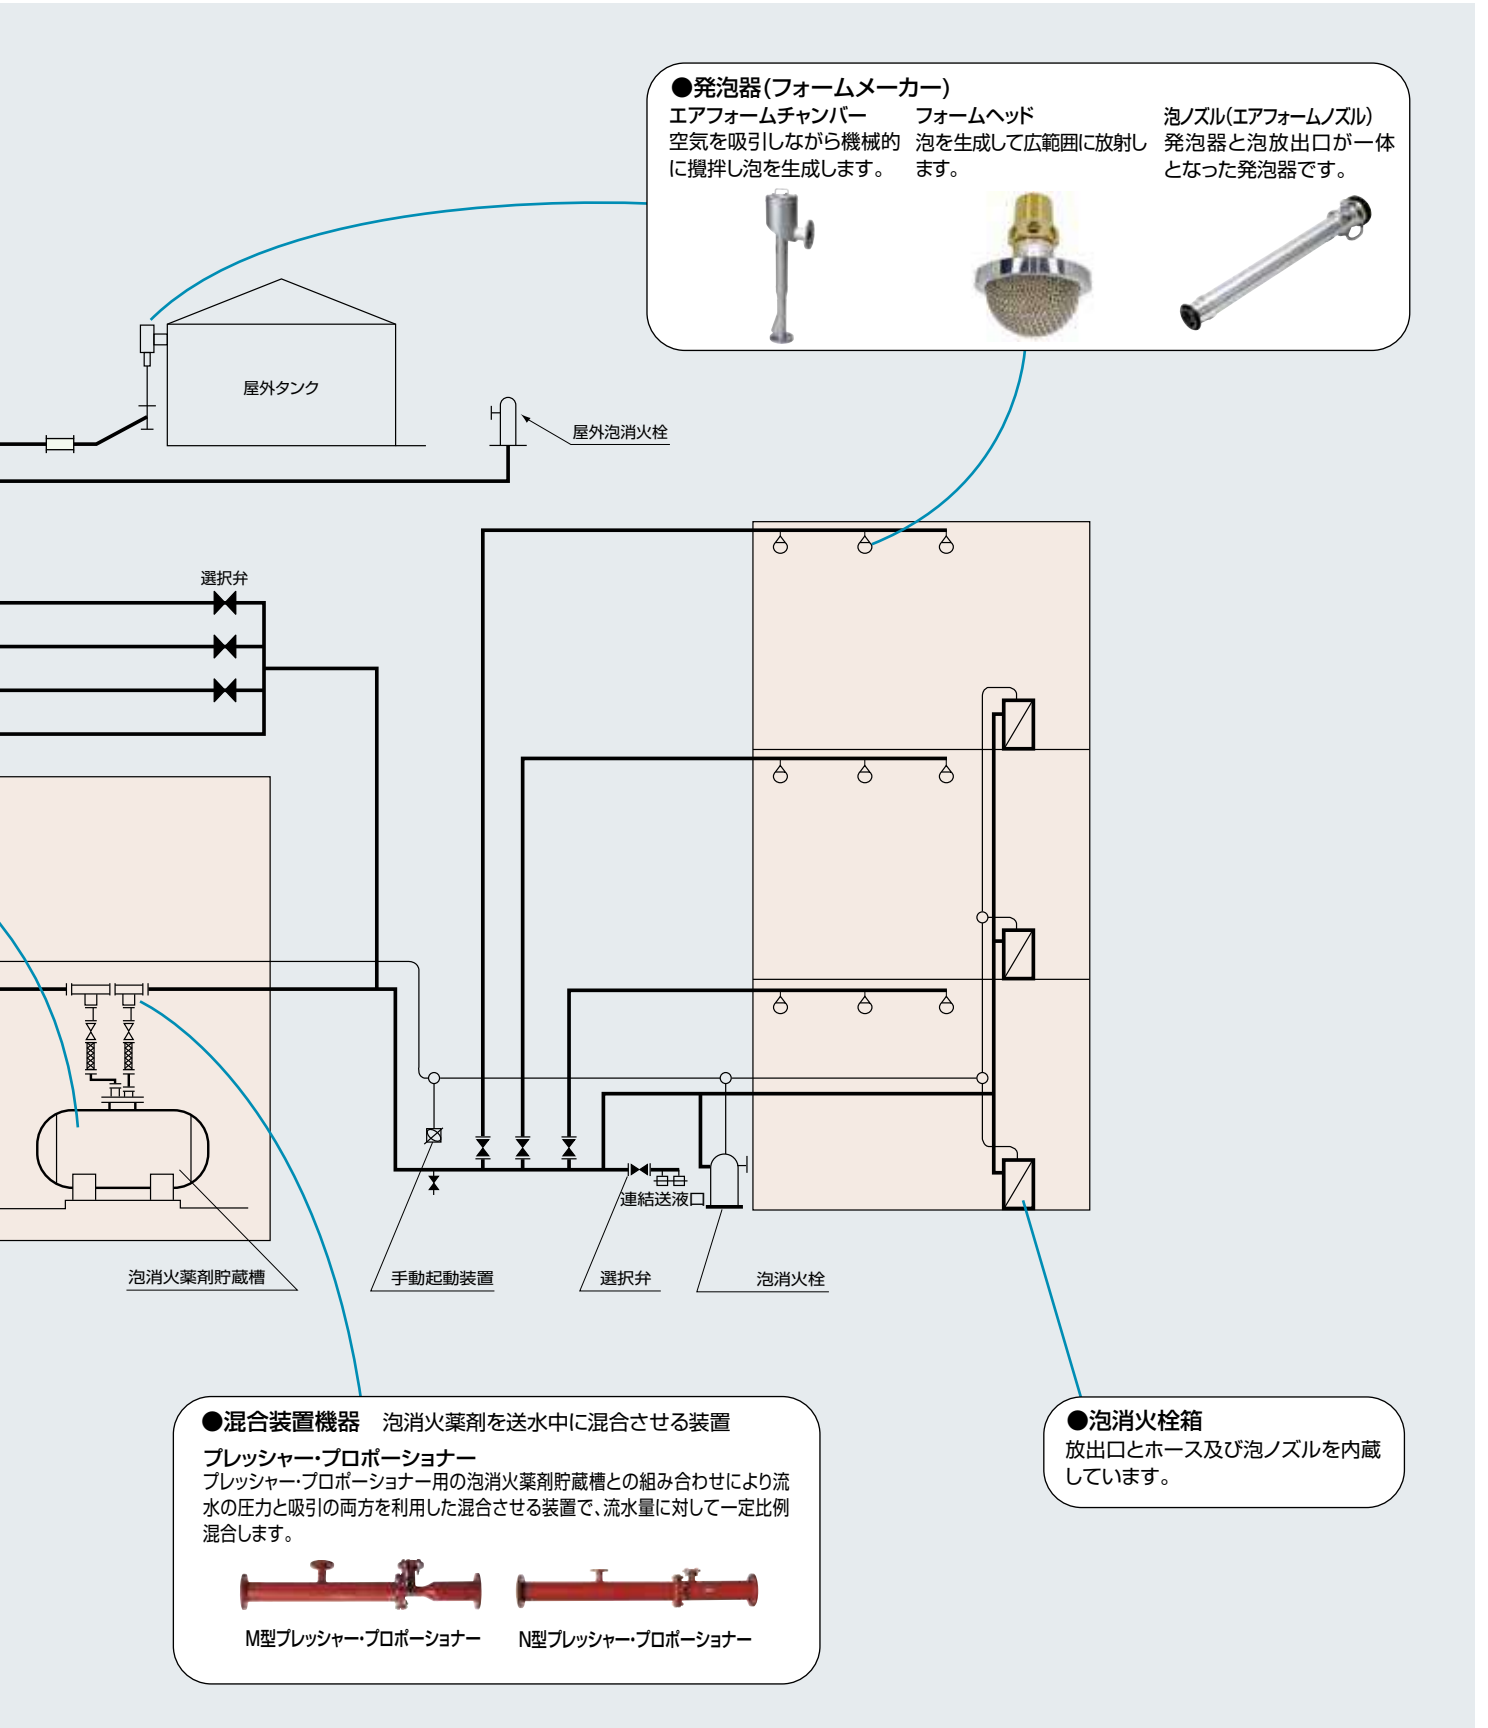 ●発泡器(フォームメーカー)
エアフォームチャンバー
空気を吸引しながら機械的
に攪拌し泡を生成します。
フォームヘッド
泡を生成して広範囲に放射し
ます。
泡ノズル(エアフォームノズル)
発泡器と泡放出口が一体
となった発泡器です。
屋外タンク
屋外泡消火栓
選択弁
連結送液口
泡消火薬剤貯蔵槽
手動起動装置
選択弁
泡消火栓
●混合装置機器 泡消火薬剤を送水中に混合させる装置
プレッシャー・プロポーショナー
プレッシャー・プロポーショナー用の泡消火薬剤貯蔵槽との組み合わせにより流
水の圧力と吸引の両方を利用した混合させる装置で、流水量に対して一定比例
混合します。
M型プレッシャー・プロポーショナー
N型プレッシャー・プロポーショナー
●泡消火栓箱
放出口とホース及び泡ノズルを内蔵
しています。